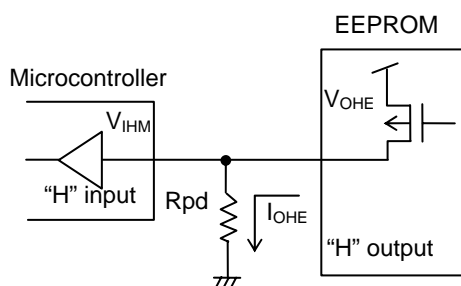 EEPROM
Microcontroller
VOHE
VIHM
“H” input
Rpd
IOHE
“H” output